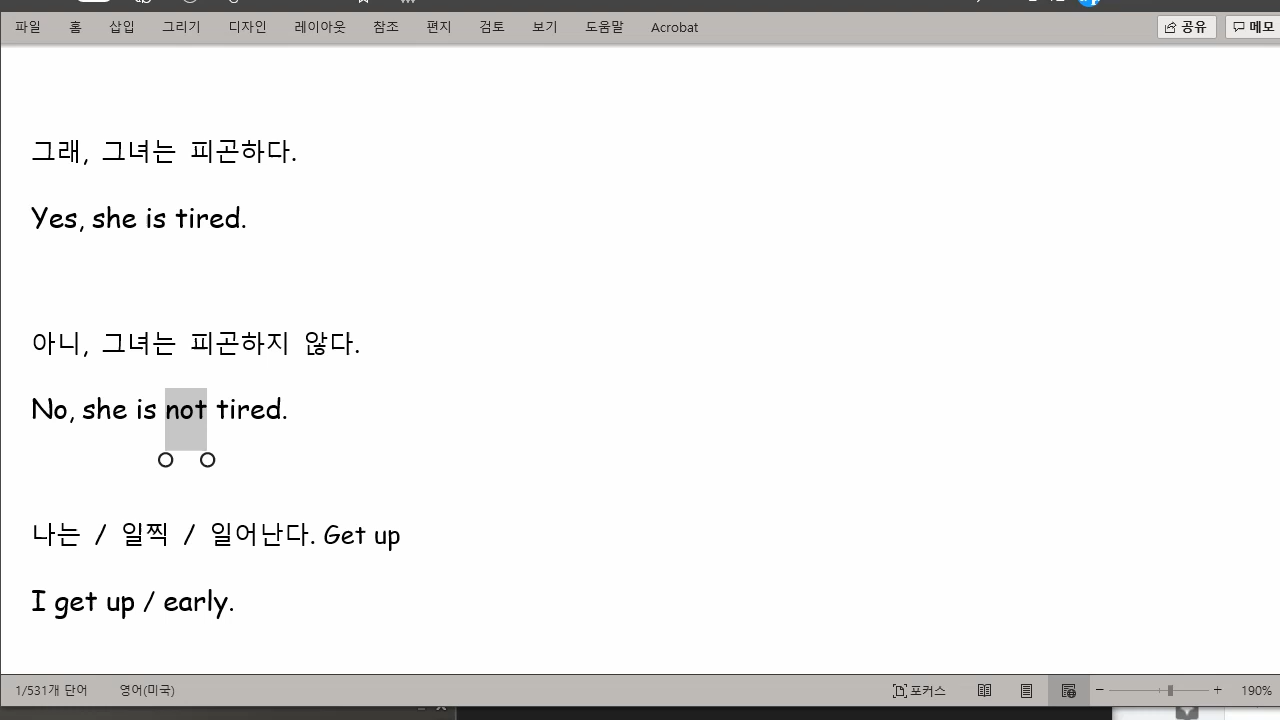 파일 홈 삽입 그리기 디자인 레이아웃 참조 편지 검토 보기 도움말 Acrobat 공유 메모
그래, 그녀는 피곤하다.
Yes, she is tired.
아니, 그녀는 피곤하지 않다.
No, she is not tired.
나는 / 일찍 / 일어난다. Get up
I get up / early.
1/531개 단어 영어(미국) 포커스 190%